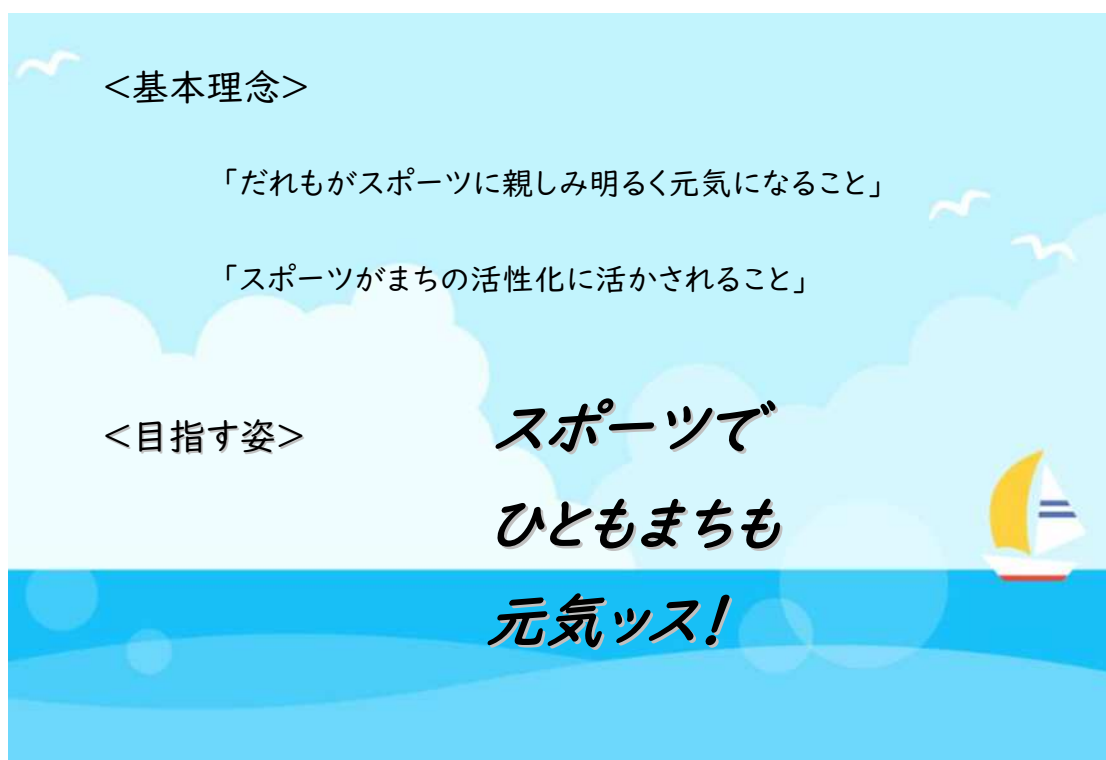 ＜基本理念＞
「だれもがスポーツに親しみ明るく元気になること」
「スポーツがまちの活性化に活かされること」
＜目指す姿＞
スポーツで
ひともまちも
元気ッス！